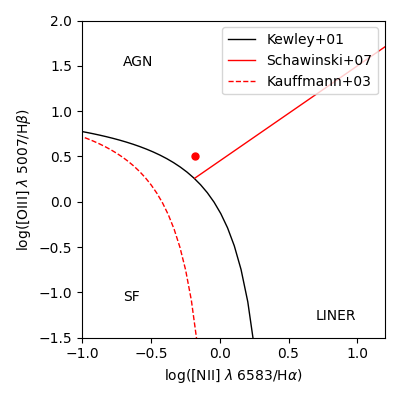 2.0
1.5
1.0
0.5
0.0
−0.5
−1.0
−1.5
log([OIII] λ 5007/Hβ)
AGN
SF
LINER
Kewley+01
Schawinski+07
Kauffmann+03
−1.0 −0.5 0.0 0.5 1.0
log([NII] λ 6583/Hα)